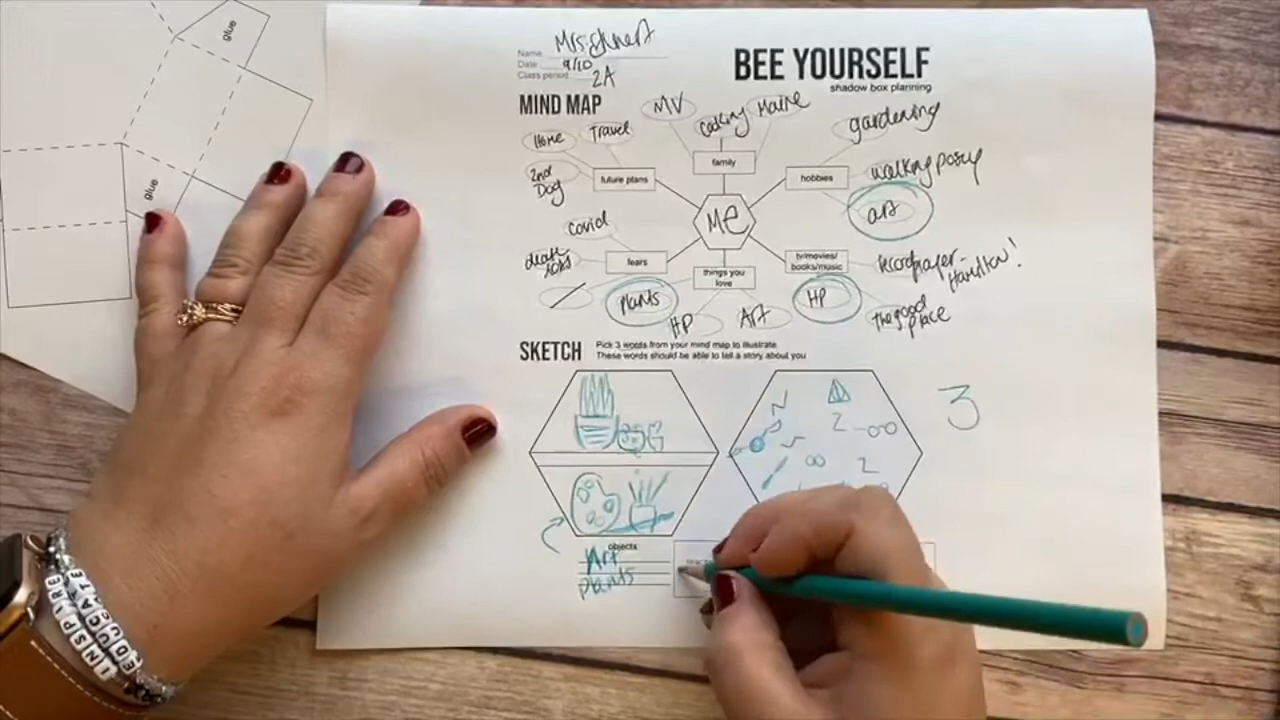 glue
glue
Name
Date 9/10
Class period: 2A
BEE YOURSELF
shadow box planning
MIND MAP
MV
cooking
Maine
gardening
Home
Travel
family
walking posey
2nd Dog
future plans
hobbies
art
ME
covid
fears
things you love
tv/movies/
books/music
record player-
Hamilton!
plants
HP
HP
Art
the good place
SKETCH
Pick 3 words from your mind map to illustrate
These words should be able to tell a story about you
3
objects
Art
plants
INSPIRE
EDUCATE